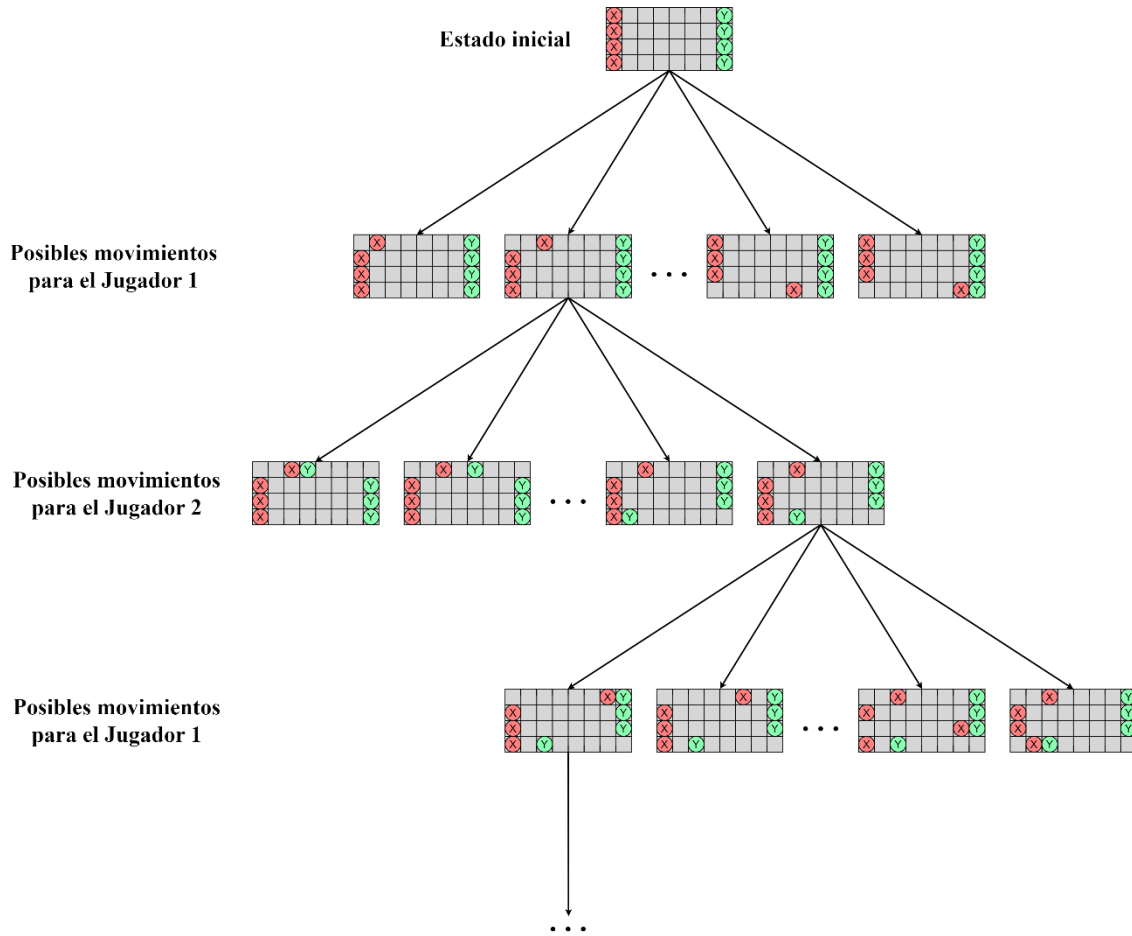 Estado inicial
X Y
X Y
X Y
X Y
Posibles movimientos
para el Jugador 1
X Y X Y X Y X Y
X Y X Y X Y X Y
X Y X Y ... X Y X Y
X Y X Y X Y X Y
Posibles movimientos
para el Jugador 2
X Y X Y X Y X Y
X Y X Y X Y X Y
X Y X Y ... X Y X Y
X Y X Y X Y X Y
Posibles movimientos
para el Jugador 1
X Y X Y X Y X Y
X Y X Y X Y X Y
X Y X Y ... X Y X Y
X Y X Y X Y X Y
...